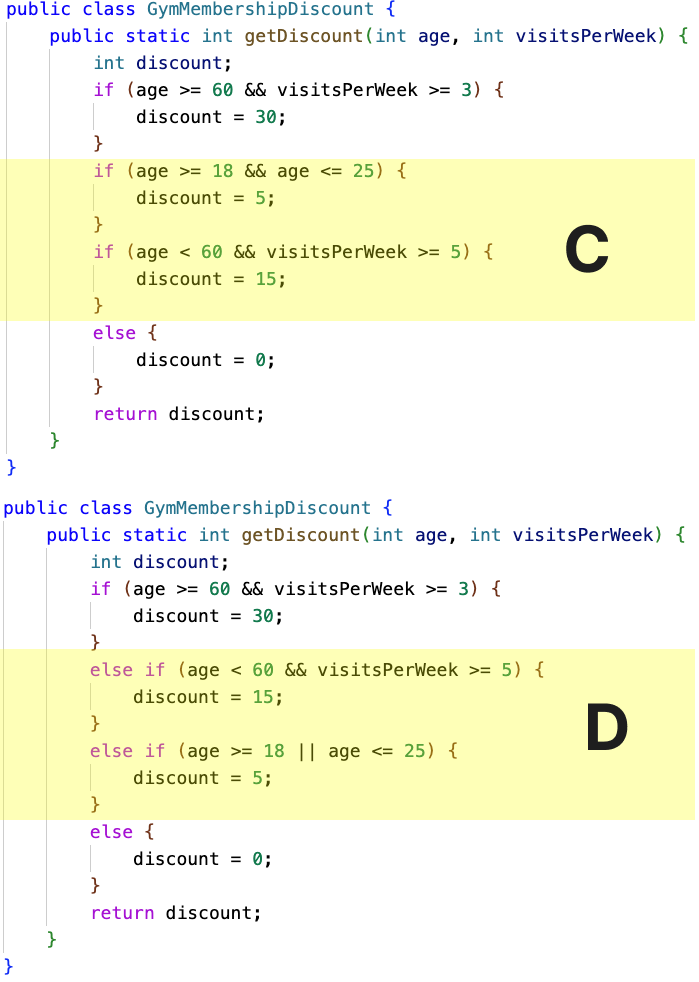 public class GymMembershipDiscount {
    public static int getDiscount(int age, int visitsPerWeek) {
        int discount;
        if (age >= 60 && visitsPerWeek >= 3) {
            discount = 30;
        }
        if (age >= 18 && age <= 25) {
            discount = 5;
        }
        if (age < 60 && visitsPerWeek >= 5) {
            discount = 15;
        }
        else {
            discount = 0;
        }
        return discount;
    }
}
C
public class GymMembershipDiscount {
    public static int getDiscount(int age, int visitsPerWeek) {
        int discount;
        if (age >= 60 && visitsPerWeek >= 3) {
            discount = 30;
        }
        else if (age < 60 && visitsPerWeek >= 5) {
            discount = 15;
        }
        else if (age >= 18 || age <= 25) {
            discount = 5;
        }
        else {
            discount = 0;
        }
        return discount;
    }
}
D